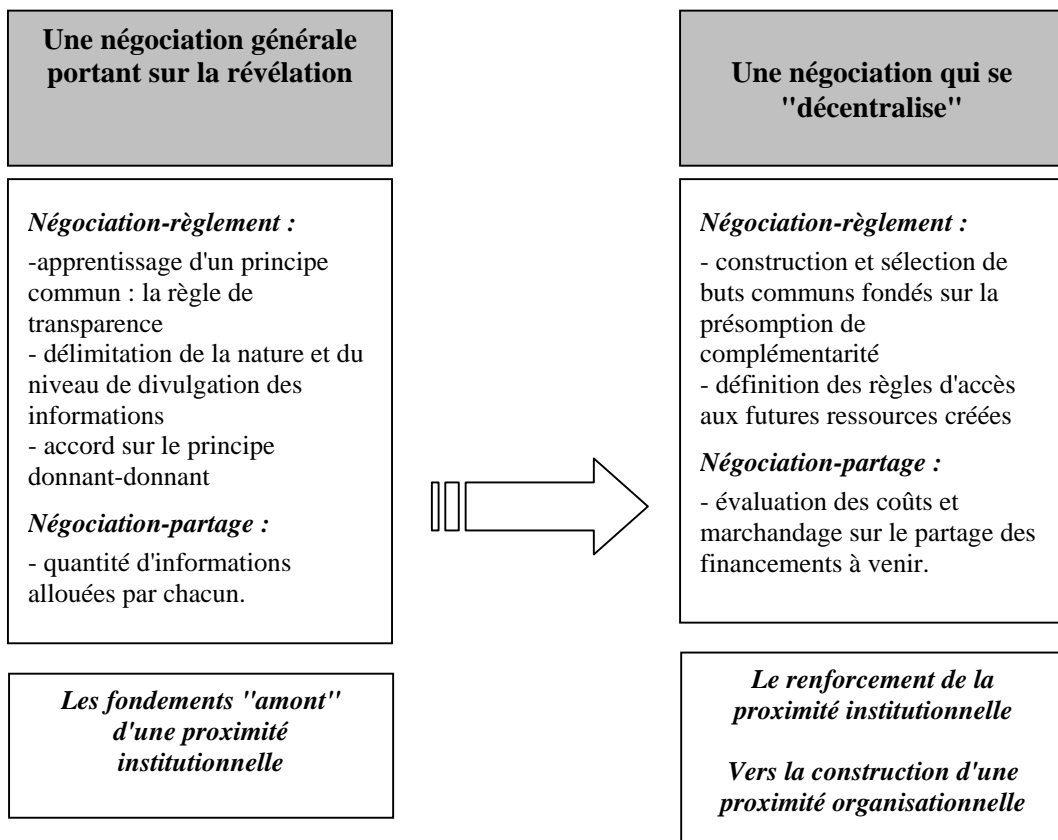 Une négociation générale
portant sur la révélation
Négociation-règlement :
-apprentissage d'un principe
commun : la règle de
transparence
- délimitation de la nature et du
niveau de divulgation des
informations
- accord sur le principe
donnant-donnant
Négociation-partage :
- quantité d'informations
allouées par chacun.
Les fondements "amont"
d'une proximité
institutionnelle
Une négociation qui se
"décentralise"
Négociation-règlement :
- construction et sélection de
buts communs fondés sur la
présomption de
complémentarité
- définition des règles d'accès
aux futures ressources créées
Négociation-partage :
- évaluation des coûts et
marchandage sur le partage des
financements à venir.
Le renforcement de la
proximité institutionnelle
Vers la construction d'une
proximité organisationnelle